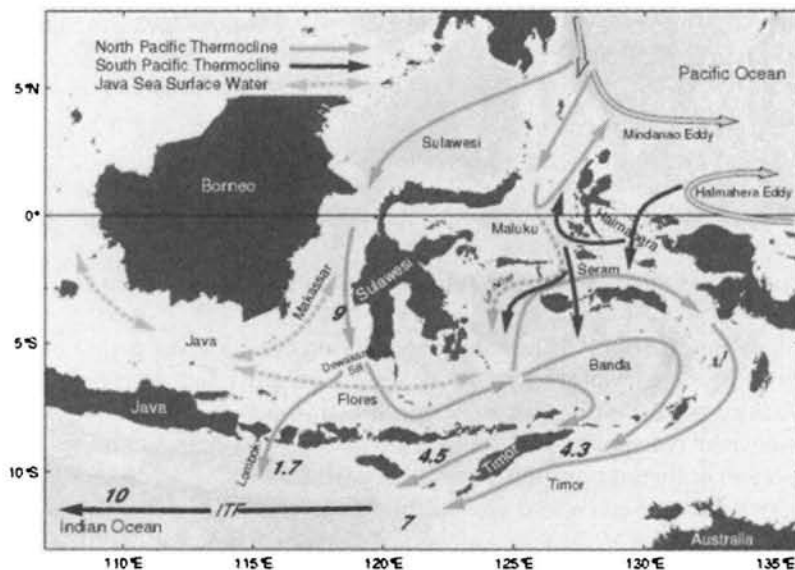 North Pacific Thermocline
South Pacific Thermocline
Java Sea Surface Water
Pacific Ocean
5°N
Mindanao Eddy
Sulawesi
Borneo
Halmahera Eddy
0°
Maluku
Halmahera
Seram
Makassar
Sulawesi
9
5°S
Java
Banda
Flores
Java
Lombok
1.7
4.5
Timor
4.3
10°S
Timor
10
ITF
7
Indian Ocean
Australia
110°E
115°E
120°E
125°E
130°E
135°E